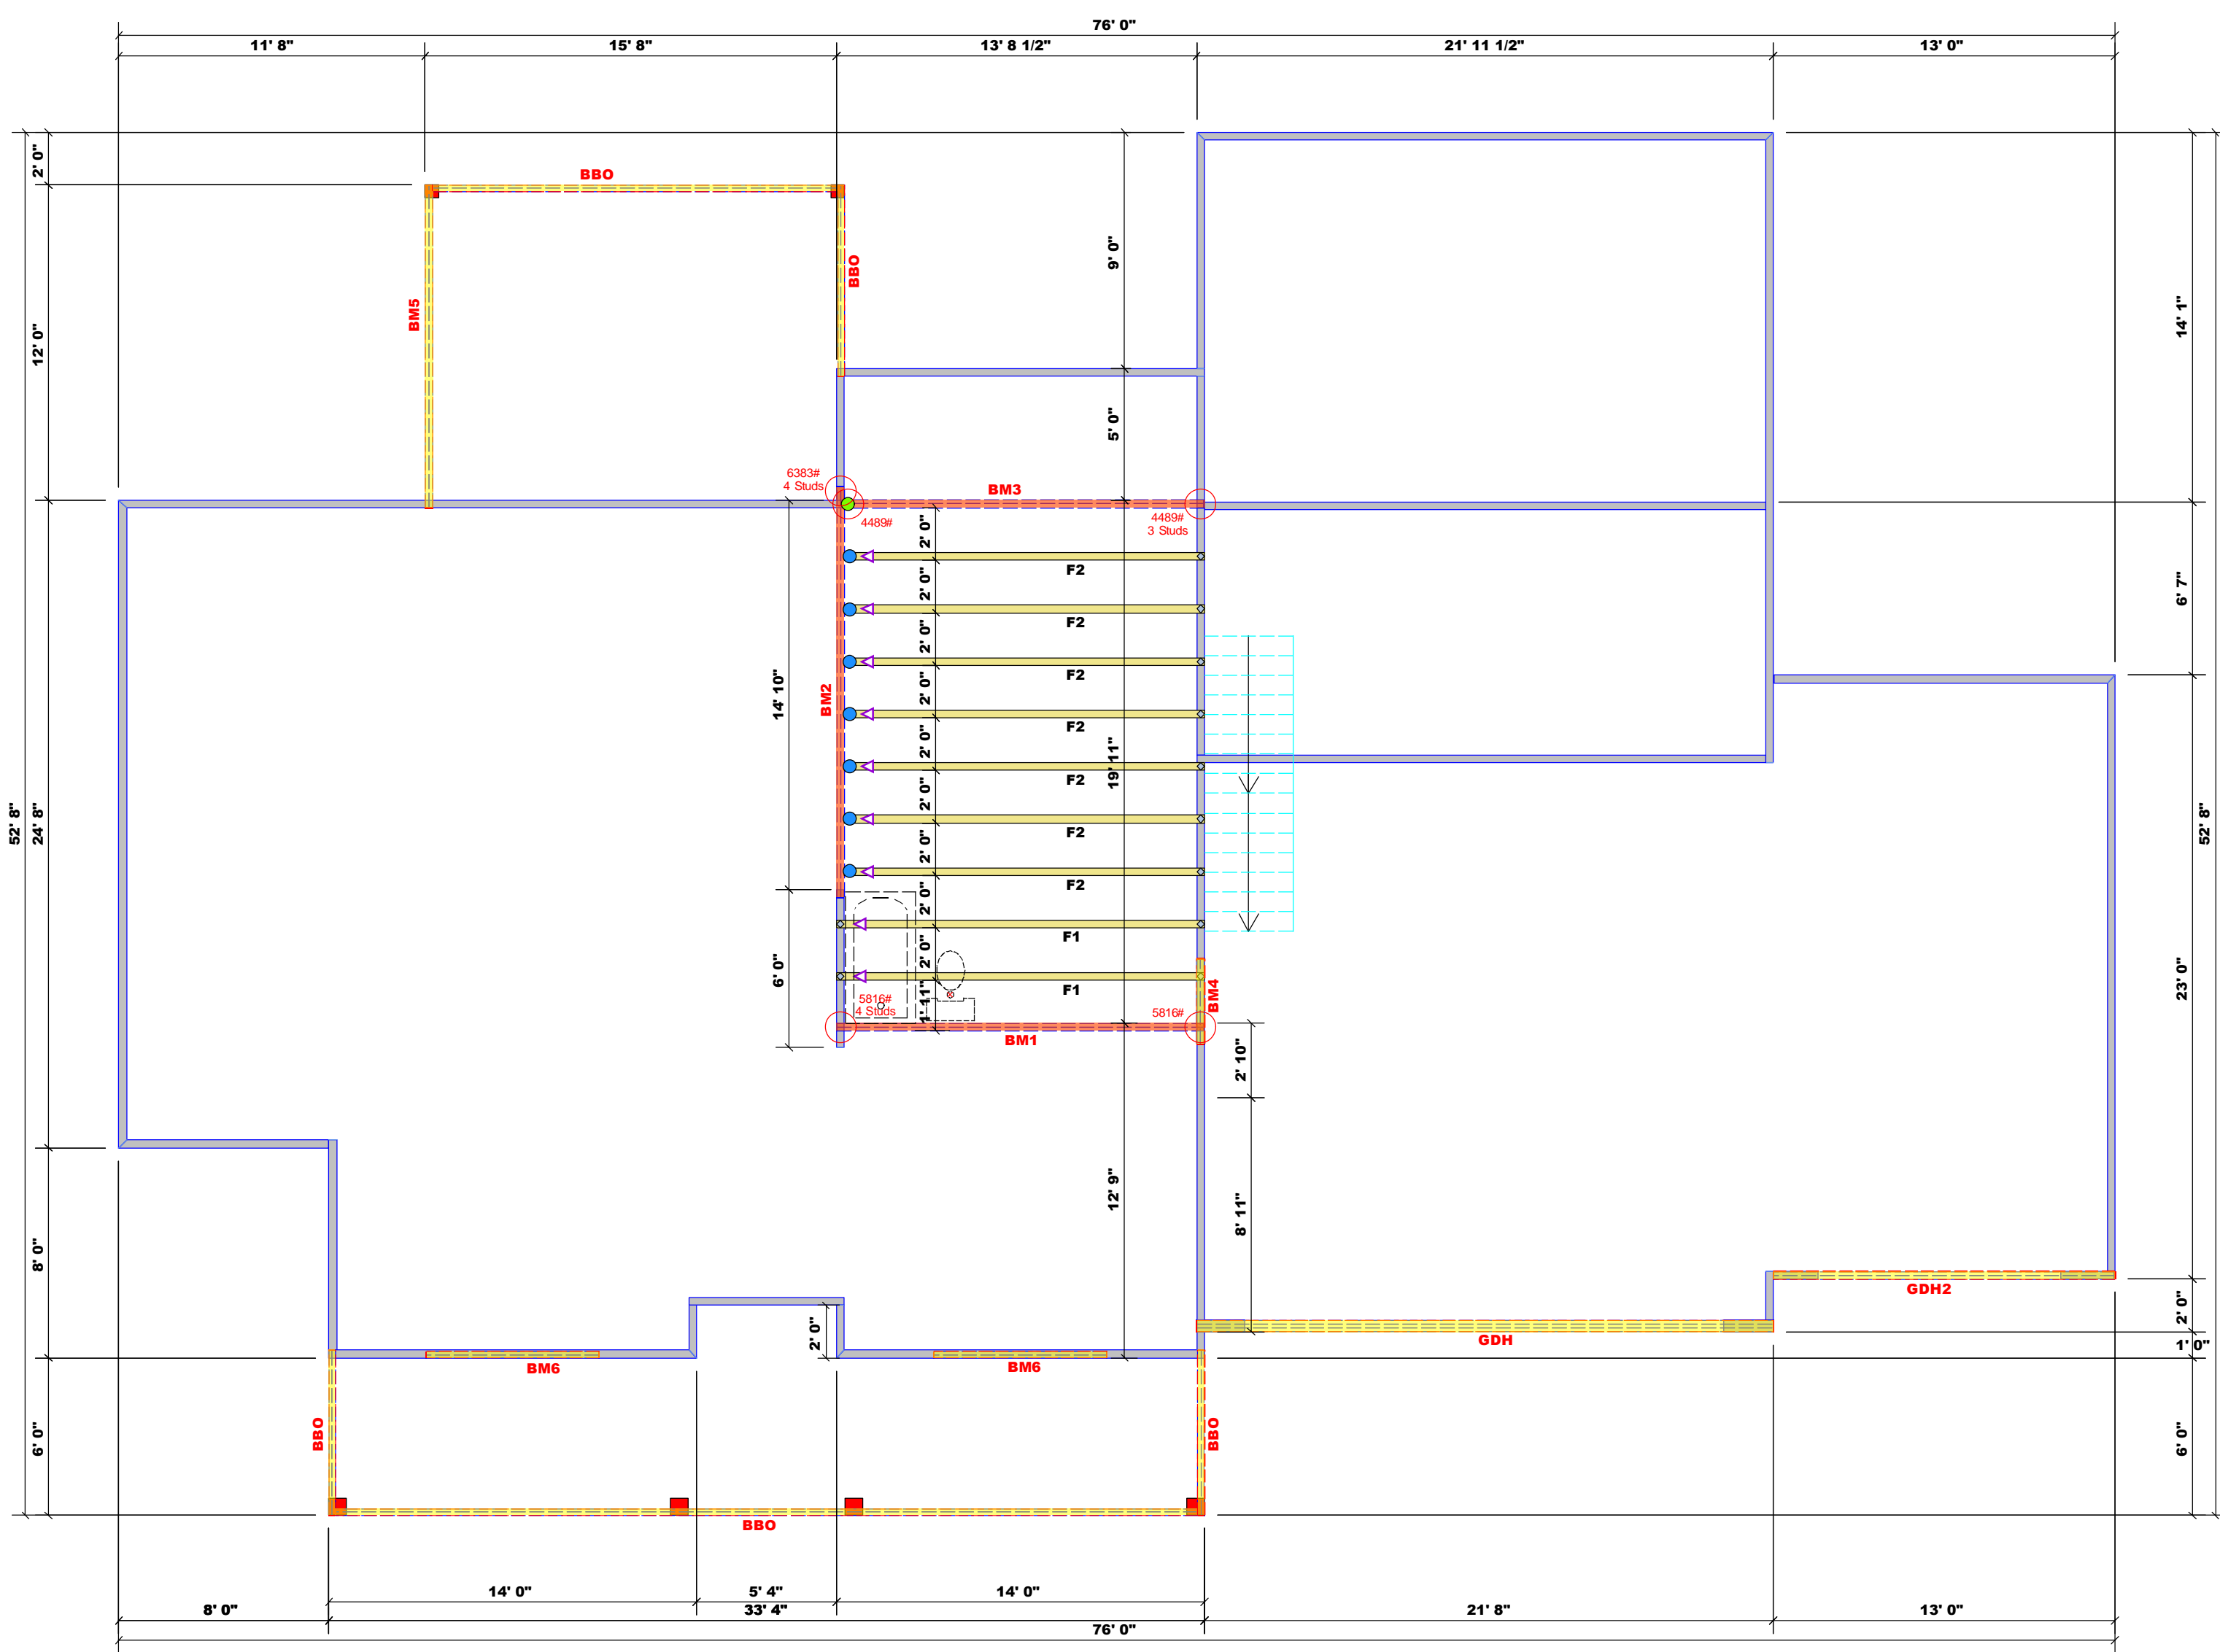 76' 0"
11' 8"
15' 8"
13' 8 1/2"
21' 11 1/2"
13' 0"
2' 0"
12' 0"
52' 8"
24' 8"
8' 0"
6' 0"
BBO
BM5
BBO
9' 0"
5' 0"
14' 1"
6383#
4 Studs
BM3
4489#
4489#
3 Studs
2' 0"
F2
2' 0"
F2
2' 0"
F2
2' 0"
F2
2' 0"
F2
2' 0"
F2
2' 0"
F2
2' 0"
F1
2' 0"
F1
1' 11"
14' 10"
BM2
19' 11"
6' 7"
52' 8"
6' 0"
5816#
4 Studs
5816#
BM4
BM1
2' 10"
23' 0"
12' 9"
8' 11"
GDH2
2' 0"
2' 0"
GDH
1' 0"
BM6
BM6
BBO
BBO
6' 0"
BBO
14' 0"
5' 4"
14' 0"
8' 0"
33' 4"
21' 8"
13' 0"
76' 0"